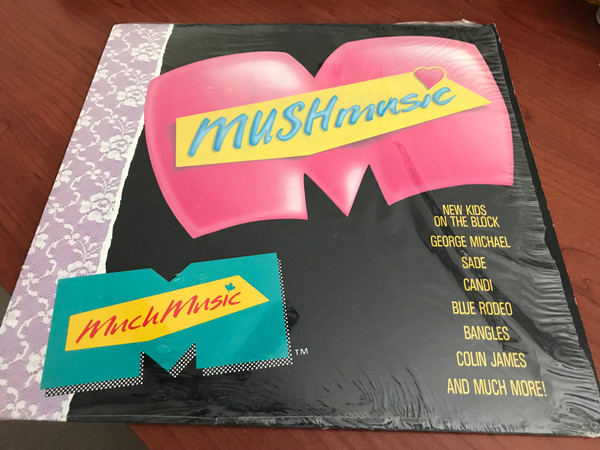 MUSHmusic
NEW KIDS
ON THE BLOCK
GEORGE MICHAEL
SADE
CANDI
BLUE RODEO
BANGLES
COLIN JAMES
AND MUCH MORE!
MuchMusic
TM